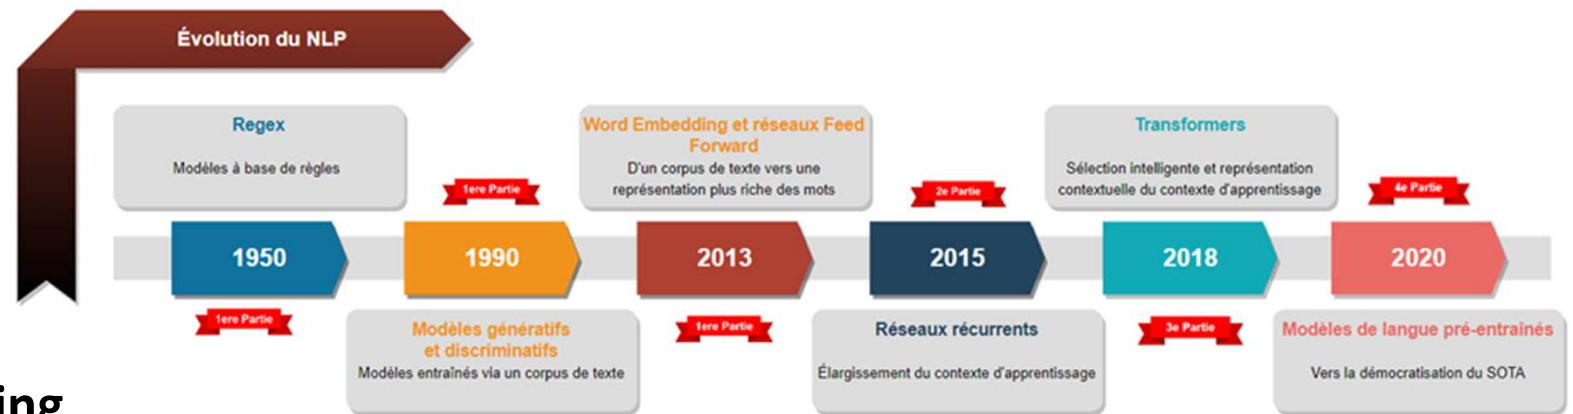 Évolution du NLP
Regex
Modèles à base de règles
1ere Partie
Word Embedding et réseaux Feed
Forward
D'un corpus de texte vers une
représentation plus riche des mots
2e Partie
Transformers
Sélection intelligente et représentation
contextuelle du contexte d'apprentissage
4e Partie
1950
1990
2013
2015
2018
2020
1ere Partie
Modèles génératifs
et discriminatifs
Modèles entraînés via un corpus de texte
1ere Partie
Réseaux récurrents
Élargissement du contexte d'apprentissage
3e Partie
Modèles de langue pré-entrainés
Vers la démocratisation du SOTA
ing